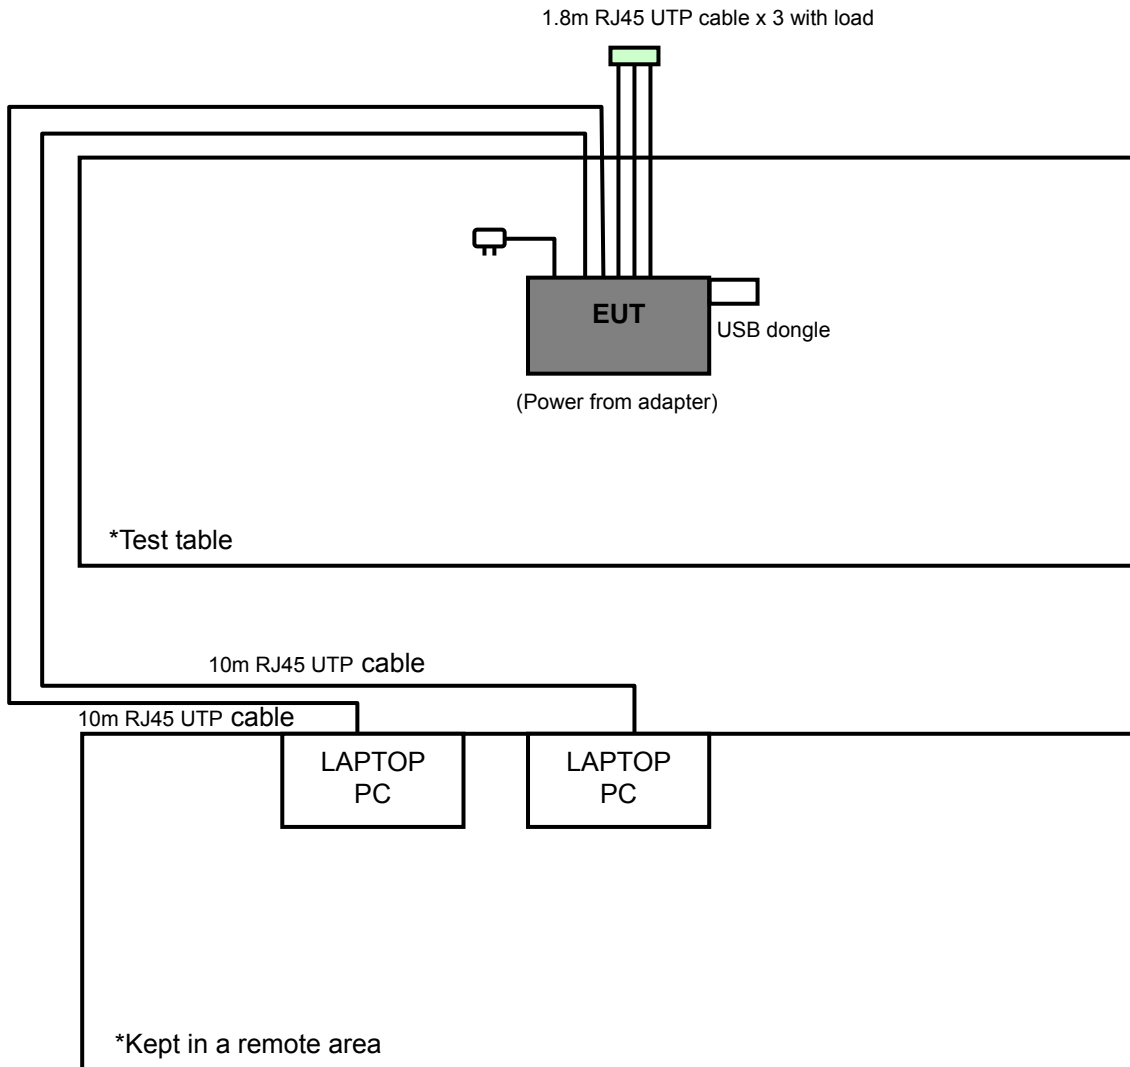 1.8m RJ45 UTP cable x 3 with load
EUT
USB dongle
(Power from adapter)
*Test table
10m RJ45 UTP cable
10m RJ45 UTP cable
LAPTOP
PC
LAPTOP
PC
*Kept in a remote area